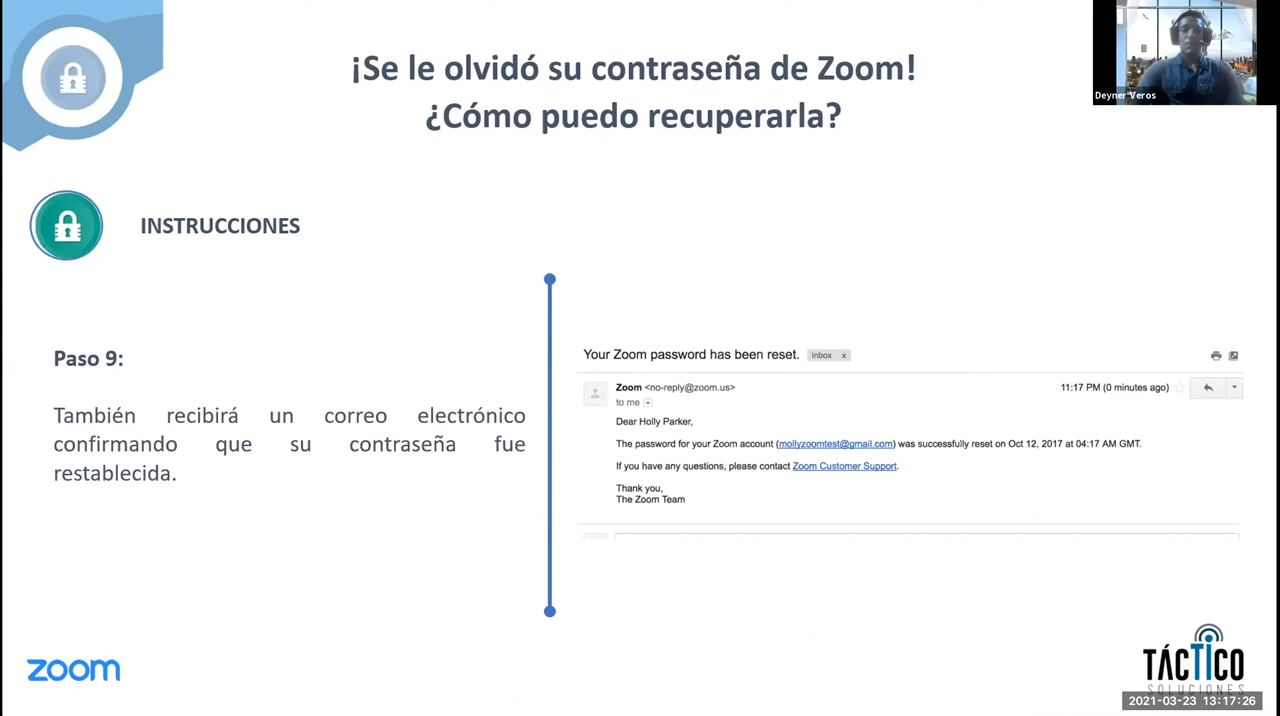 ¡Se le olvidó su contraseña de Zoom!
¿Cómo puedo recuperarla?
Deyner Veros
INSTRUCCIONES
Paso 9:
También recibirá un correo electrónico
confirmando que su contraseña fue
restablecida.
Your Zoom password has been reset. Inbox x
Zoom <no-reply@zoom.us> 11:17 PM (0 minutes ago)
to me
Dear Holly Parker,
The password for your Zoom account (mollyzoomtest@gmail.com) was successfully reset on Oct 12, 2017 at 04:17 AM GMT.
If you have any questions, please contact Zoom Customer Support.
Thank you,
The Zoom Team
zoom
TÁCTICO
SOLUCIONES
2021-03-23 13:17:26